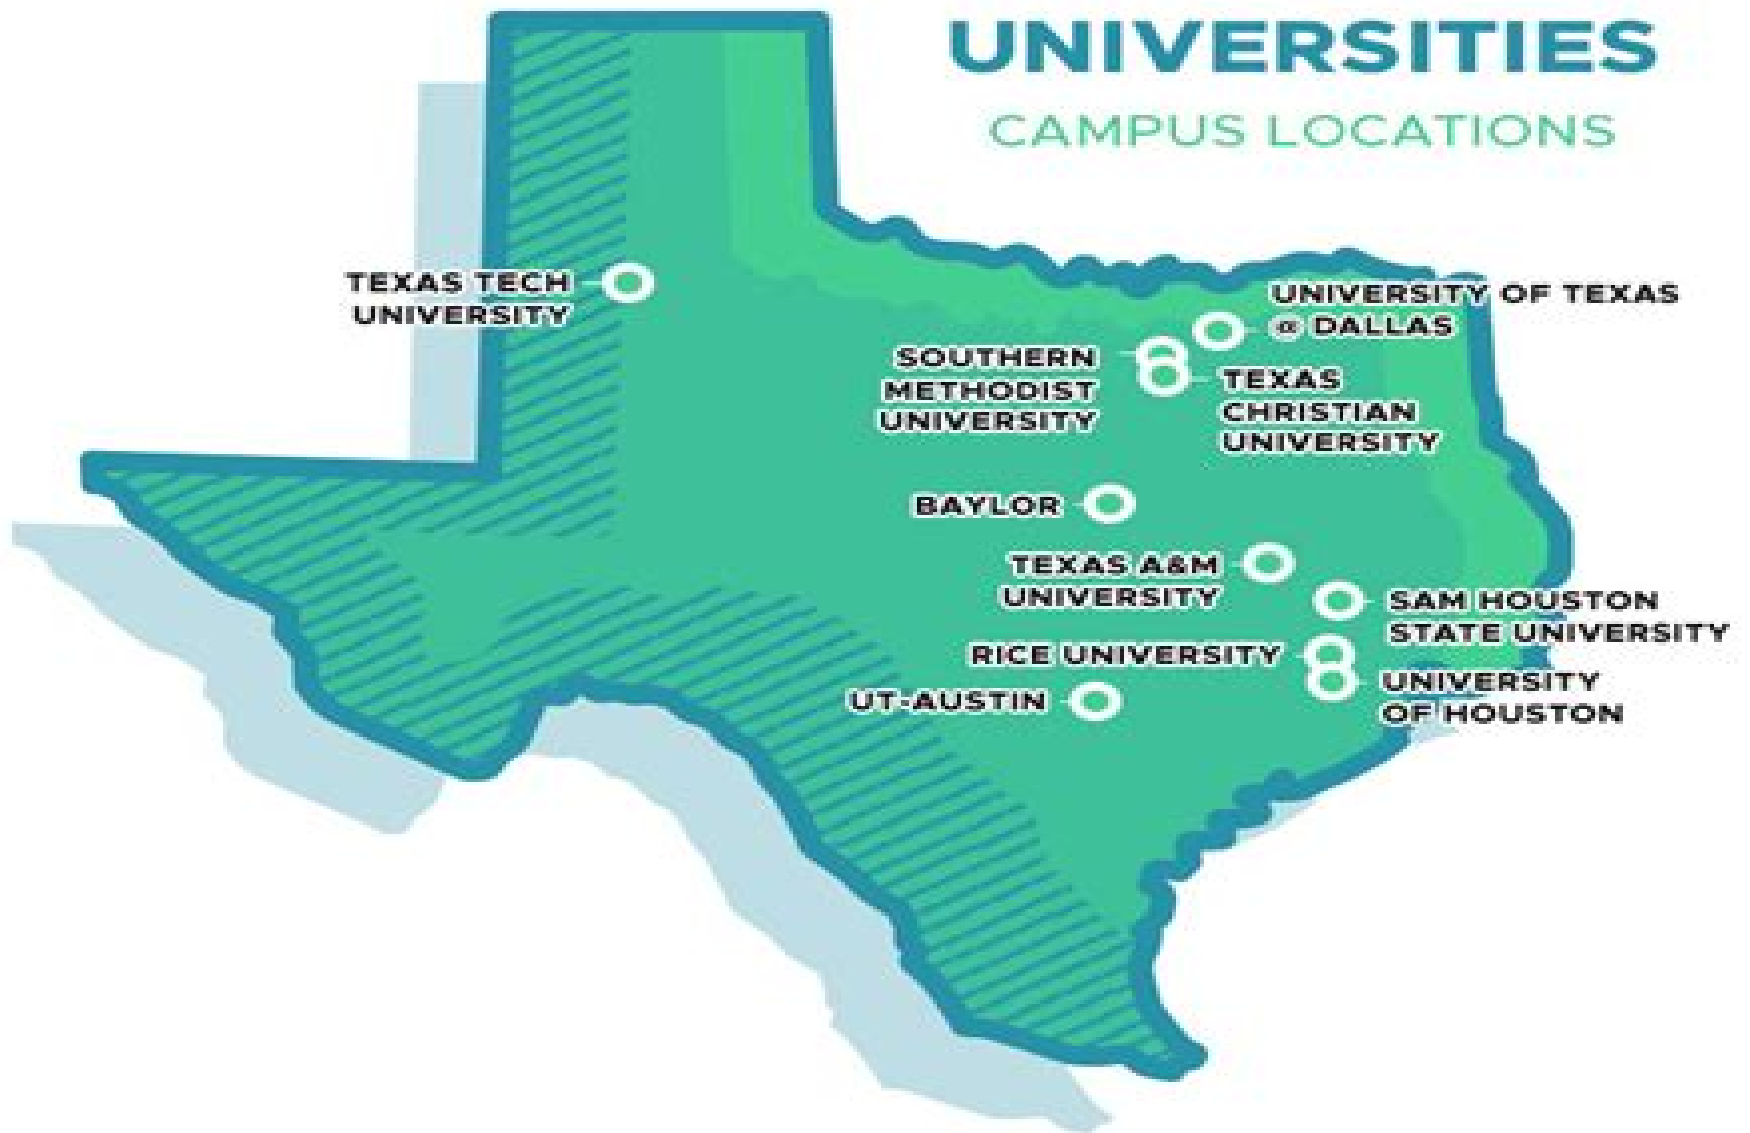 UNIVERSITIES
CAMPUS LOCATIONS
TEXAS TECH
UNIVERSITY
UNIVERSITY OF TEXAS
@ DALLAS
SOUTHERN
METHODIST
UNIVERSITY
TEXAS
CHRISTIAN
UNIVERSITY
BAYLOR
TEXAS A&M
UNIVERSITY
SAM HOUSTON
STATE UNIVERSITY
RICE UNIVERSITY
UNIVERSITY
OF HOUSTON
UT-AUSTIN